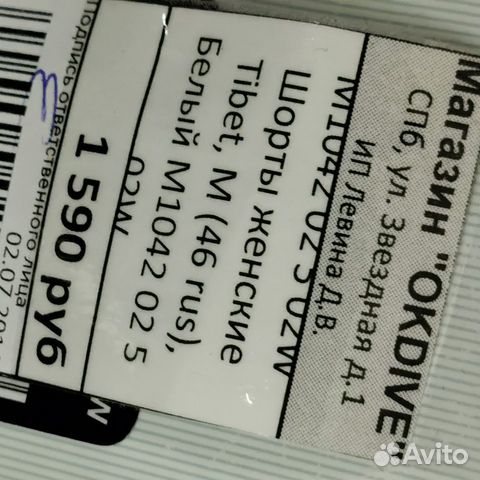 Магазин "OKDIVE"
СПб, ул. Звездная д.1
ИП Левина Д.В.
M1042 02 5 02W
Шорты женские
Tibet, M (46 rus),
Белый M1042 02 5
02W
1 590 руб
Подпись ответственного лица
02.07.201
W
Avito